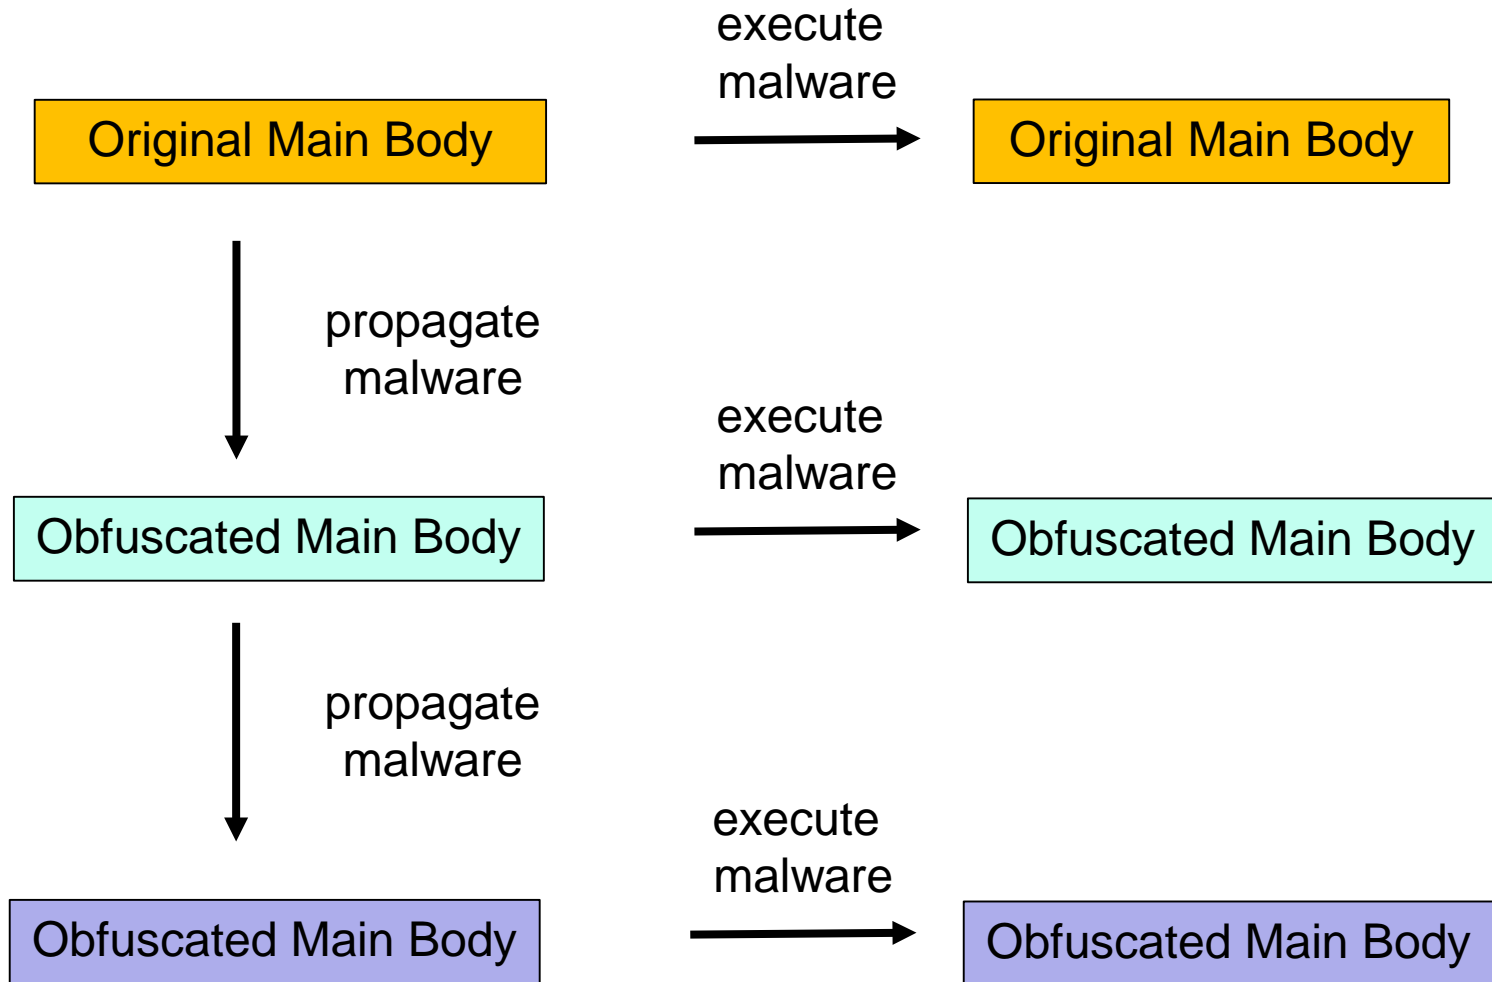 execute
malware
Original Main Body
Original Main Body
propagate
malware
execute
malware
Obfuscated Main Body
Obfuscated Main Body
propagate
malware
execute
malware
Obfuscated Main Body
Obfuscated Main Body